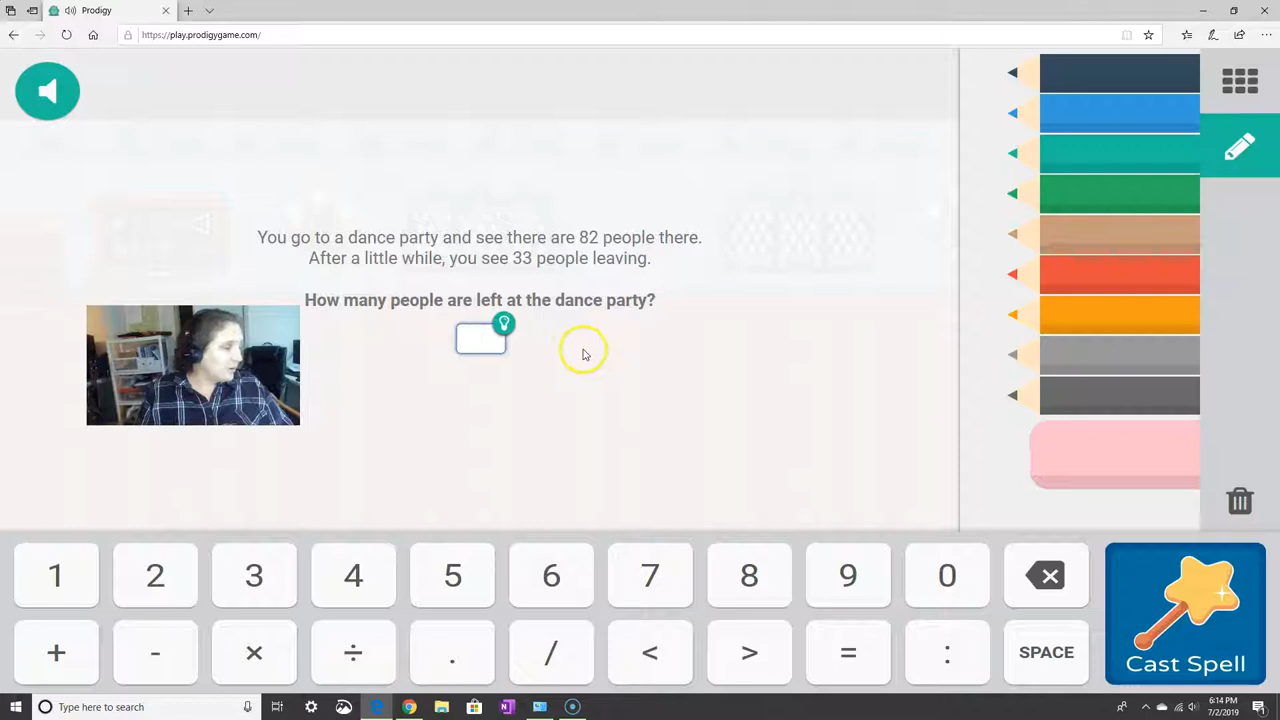 Prodigy
https://play.prodigygame.com/
You go to a dance party and see there are 82 people there.
After a little while, you see 33 people leaving.
How many people are left at the dance party?
1 2 3 4 5 6 7 8 9 0
+ - × ÷ . / < > = : SPACE
Cast Spell
Type here to search
6:14 PM
7/2/2019